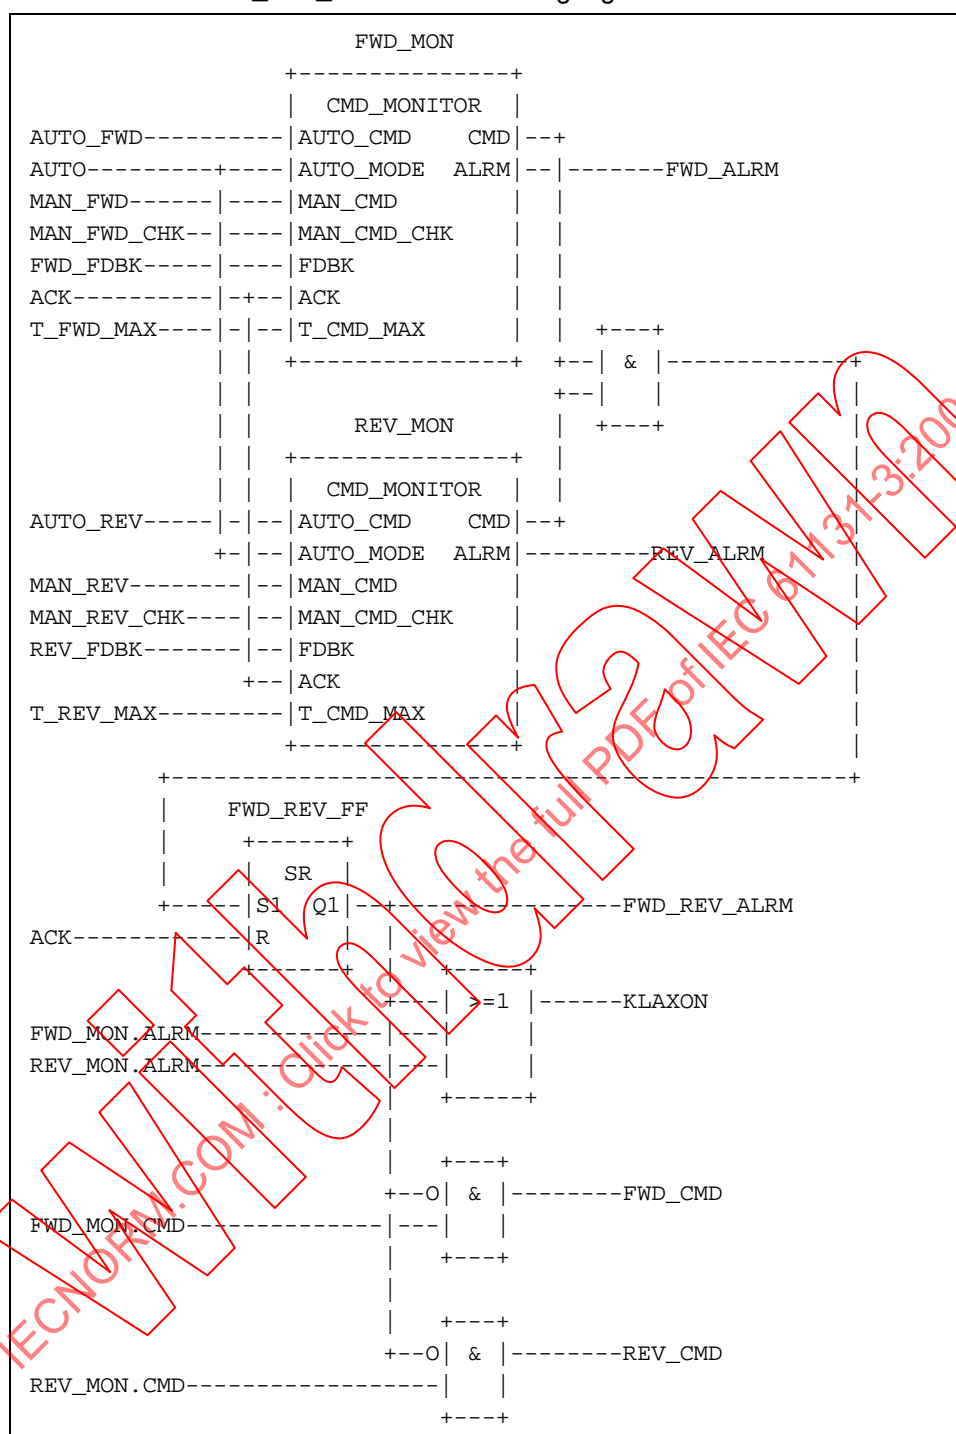 FWD_MON
+---------------+
| CMD_MONITOR |
AUTO_FWD----------|AUTO_CMD CMD|--+
AUTO---------+----|AUTO_MODE ALRM|--|-------FWD_ALRM
MAN_FWD------|----|MAN_CMD | |
MAN_FWD_CHK--|----|MAN_CMD_CHK | |
FWD_FDBK-----|----|FDBK | |
ACK----------|-+--|ACK | |
T_FWD_MAX----|-|--|T_CMD_MAX | | +---+
| | +---------------+ +--| & |-------------+
| | +--| | |
| | REV_MON | +---+ |
| | +---------------+ | |
| | | CMD_MONITOR | | |
AUTO_REV-----|-|--|AUTO_CMD CMD|--+ |
+-|--|AUTO_MODE ALRM|---------REV_ALRM |
MAN_REV--------|--|MAN_CMD | |
MAN_REV_CHK----|--|MAN_CMD_CHK | |
REV_FDBK-------|--|FDBK | |
+--|ACK | |
T_REV_MAX---------|T_CMD_MAX | |
+---------------+ |
+------------------------------------------------+
| FWD_REV_FF
| +------+
| | SR |
+-----|S1 Q1|--+----------------FWD_REV_ALRM
ACK------------|R | |
+------+ | +-----+
+---| >=1 |------KLAXON
FWD_MON.ALRM-------------|---| |
REV_MON.ALRM-------------|---| |
| +-----+
|
| +---+
+--O| & |--------FWD_CMD
FWD_MON.CMD--------------|---| |
| +---+
|
| +---+
+--O| & |--------REV_CMD
REV_MON.CMD------------------| |
+---+
withdrawn
IECNORM.COM : Click to view the full PDF of IEC 61131-3:200